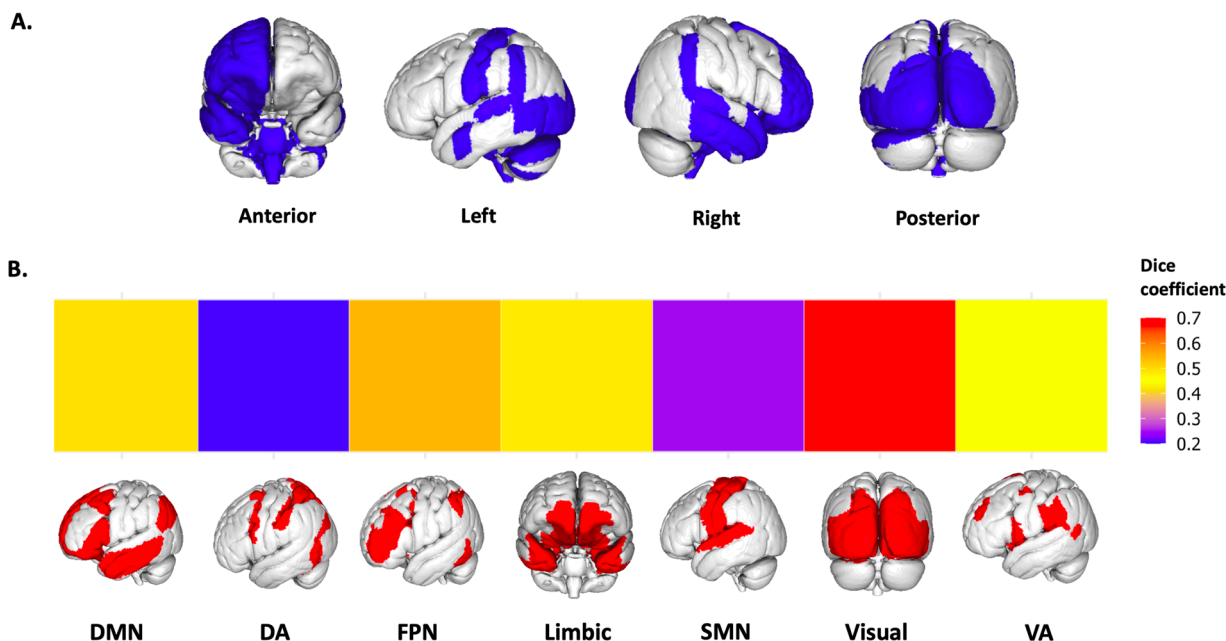 A.
Anterior
Left
Right
Posterior
B.
Dice
coefficient
0.7
0.6
0.5
0.4
0.3
0.2
DMN
DA
FPN
Limbic
SMN
Visual
VA